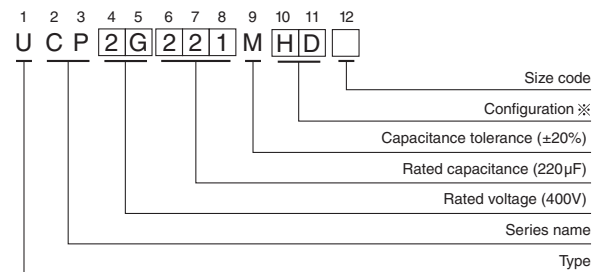 1 2 3 4 5 6 7 8 9 10 11 12
U C P 2 G 2 2 1 M H D
Size code
Configuration ※
Capacitance tolerance (±20%)
Rated capacitance (220µF)
Rated voltage (400V)
Series name
Type